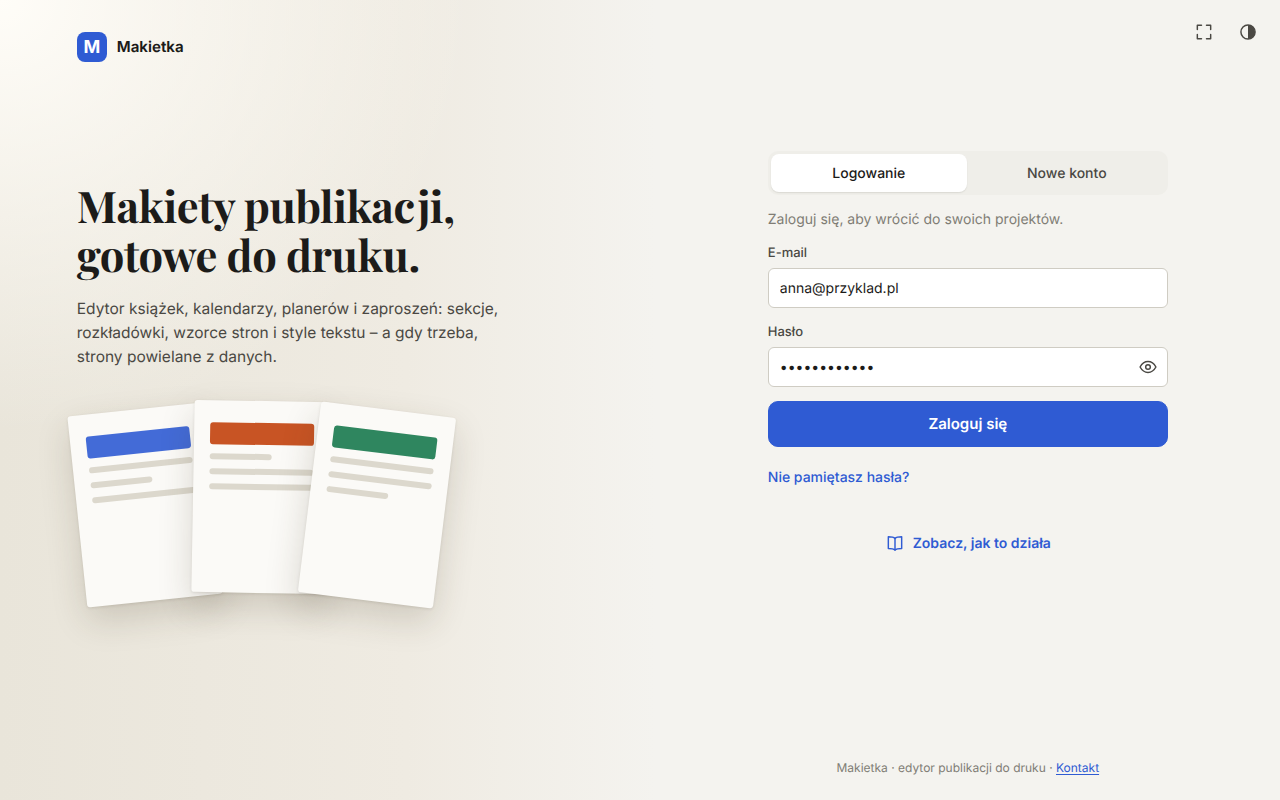 M Makietka
Makiety publikacji,
gotowe do druku.
Edytor książek, kalendarzy, planerów i zaproszeń: sekcje,
rozkładówki, wzorce stron i style tekstu – a gdy trzeba,
strony powielane z danych.
Logowanie
Nowe konto
Zaloguj się, aby wrócić do swoich projektów.
E-mail
anna@przyklad.pl
Hasło
••••••••••••
Zaloguj się
Nie pamiętasz hasła?
Zobacz, jak to działa
Makietka · edytor publikacji do druku · Kontakt